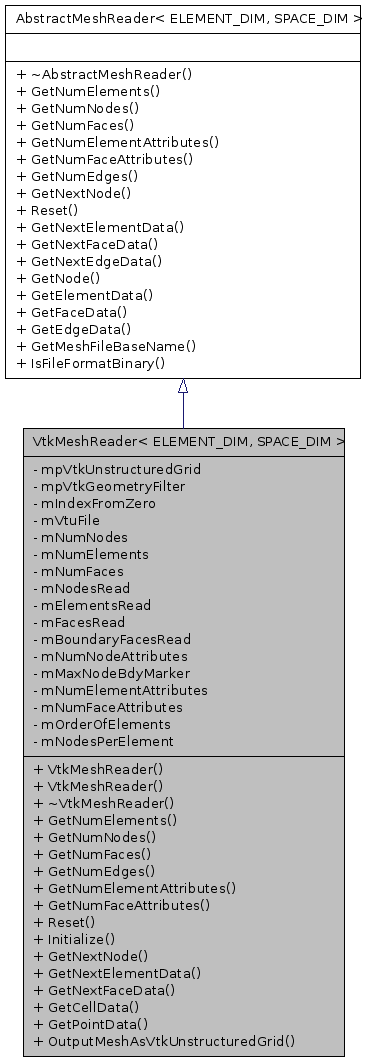 AbstractMeshReader< ELEMENT_DIM, SPACE_DIM >
+ ~AbstractMeshReader()
+ GetNumElements()
+ GetNumNodes()
+ GetNumFaces()
+ GetNumElementAttributes()
+ GetNumFaceAttributes()
+ GetNumEdges()
+ GetNextNode()
+ Reset()
+ GetNextElementData()
+ GetNextFaceData()
+ GetNextEdgeData()
+ GetNode()
+ GetElementData()
+ GetFaceData()
+ GetEdgeData()
+ GetMeshFileBaseName()
+ IsFileFormatBinary()
VtkMeshReader< ELEMENT_DIM, SPACE_DIM >
- mpVtkUnstructuredGrid
- mpVtkGeometryFilter
- mIndexFromZero
- mVtuFile
- mNumNodes
- mNumElements
- mNumFaces
- mNodesRead
- mElementsRead
- mFacesRead
- mBoundaryFacesRead
- mNumNodeAttributes
- mMaxNodeBdyMarker
- mNumElementAttributes
- mNumFaceAttributes
- mOrderOfElements
- mNodesPerElement
+ VtkMeshReader()
+ VtkMeshReader()
+ ~VtkMeshReader()
+ GetNumElements()
+ GetNumNodes()
+ GetNumFaces()
+ GetNumEdges()
+ GetNumElementAttributes()
+ GetNumFaceAttributes()
+ Reset()
+ Initialize()
+ GetNextNode()
+ GetNextElementData()
+ GetNextFaceData()
+ GetCellData()
+ GetPointData()
+ OutputMeshAsVtkUnstructuredGrid()